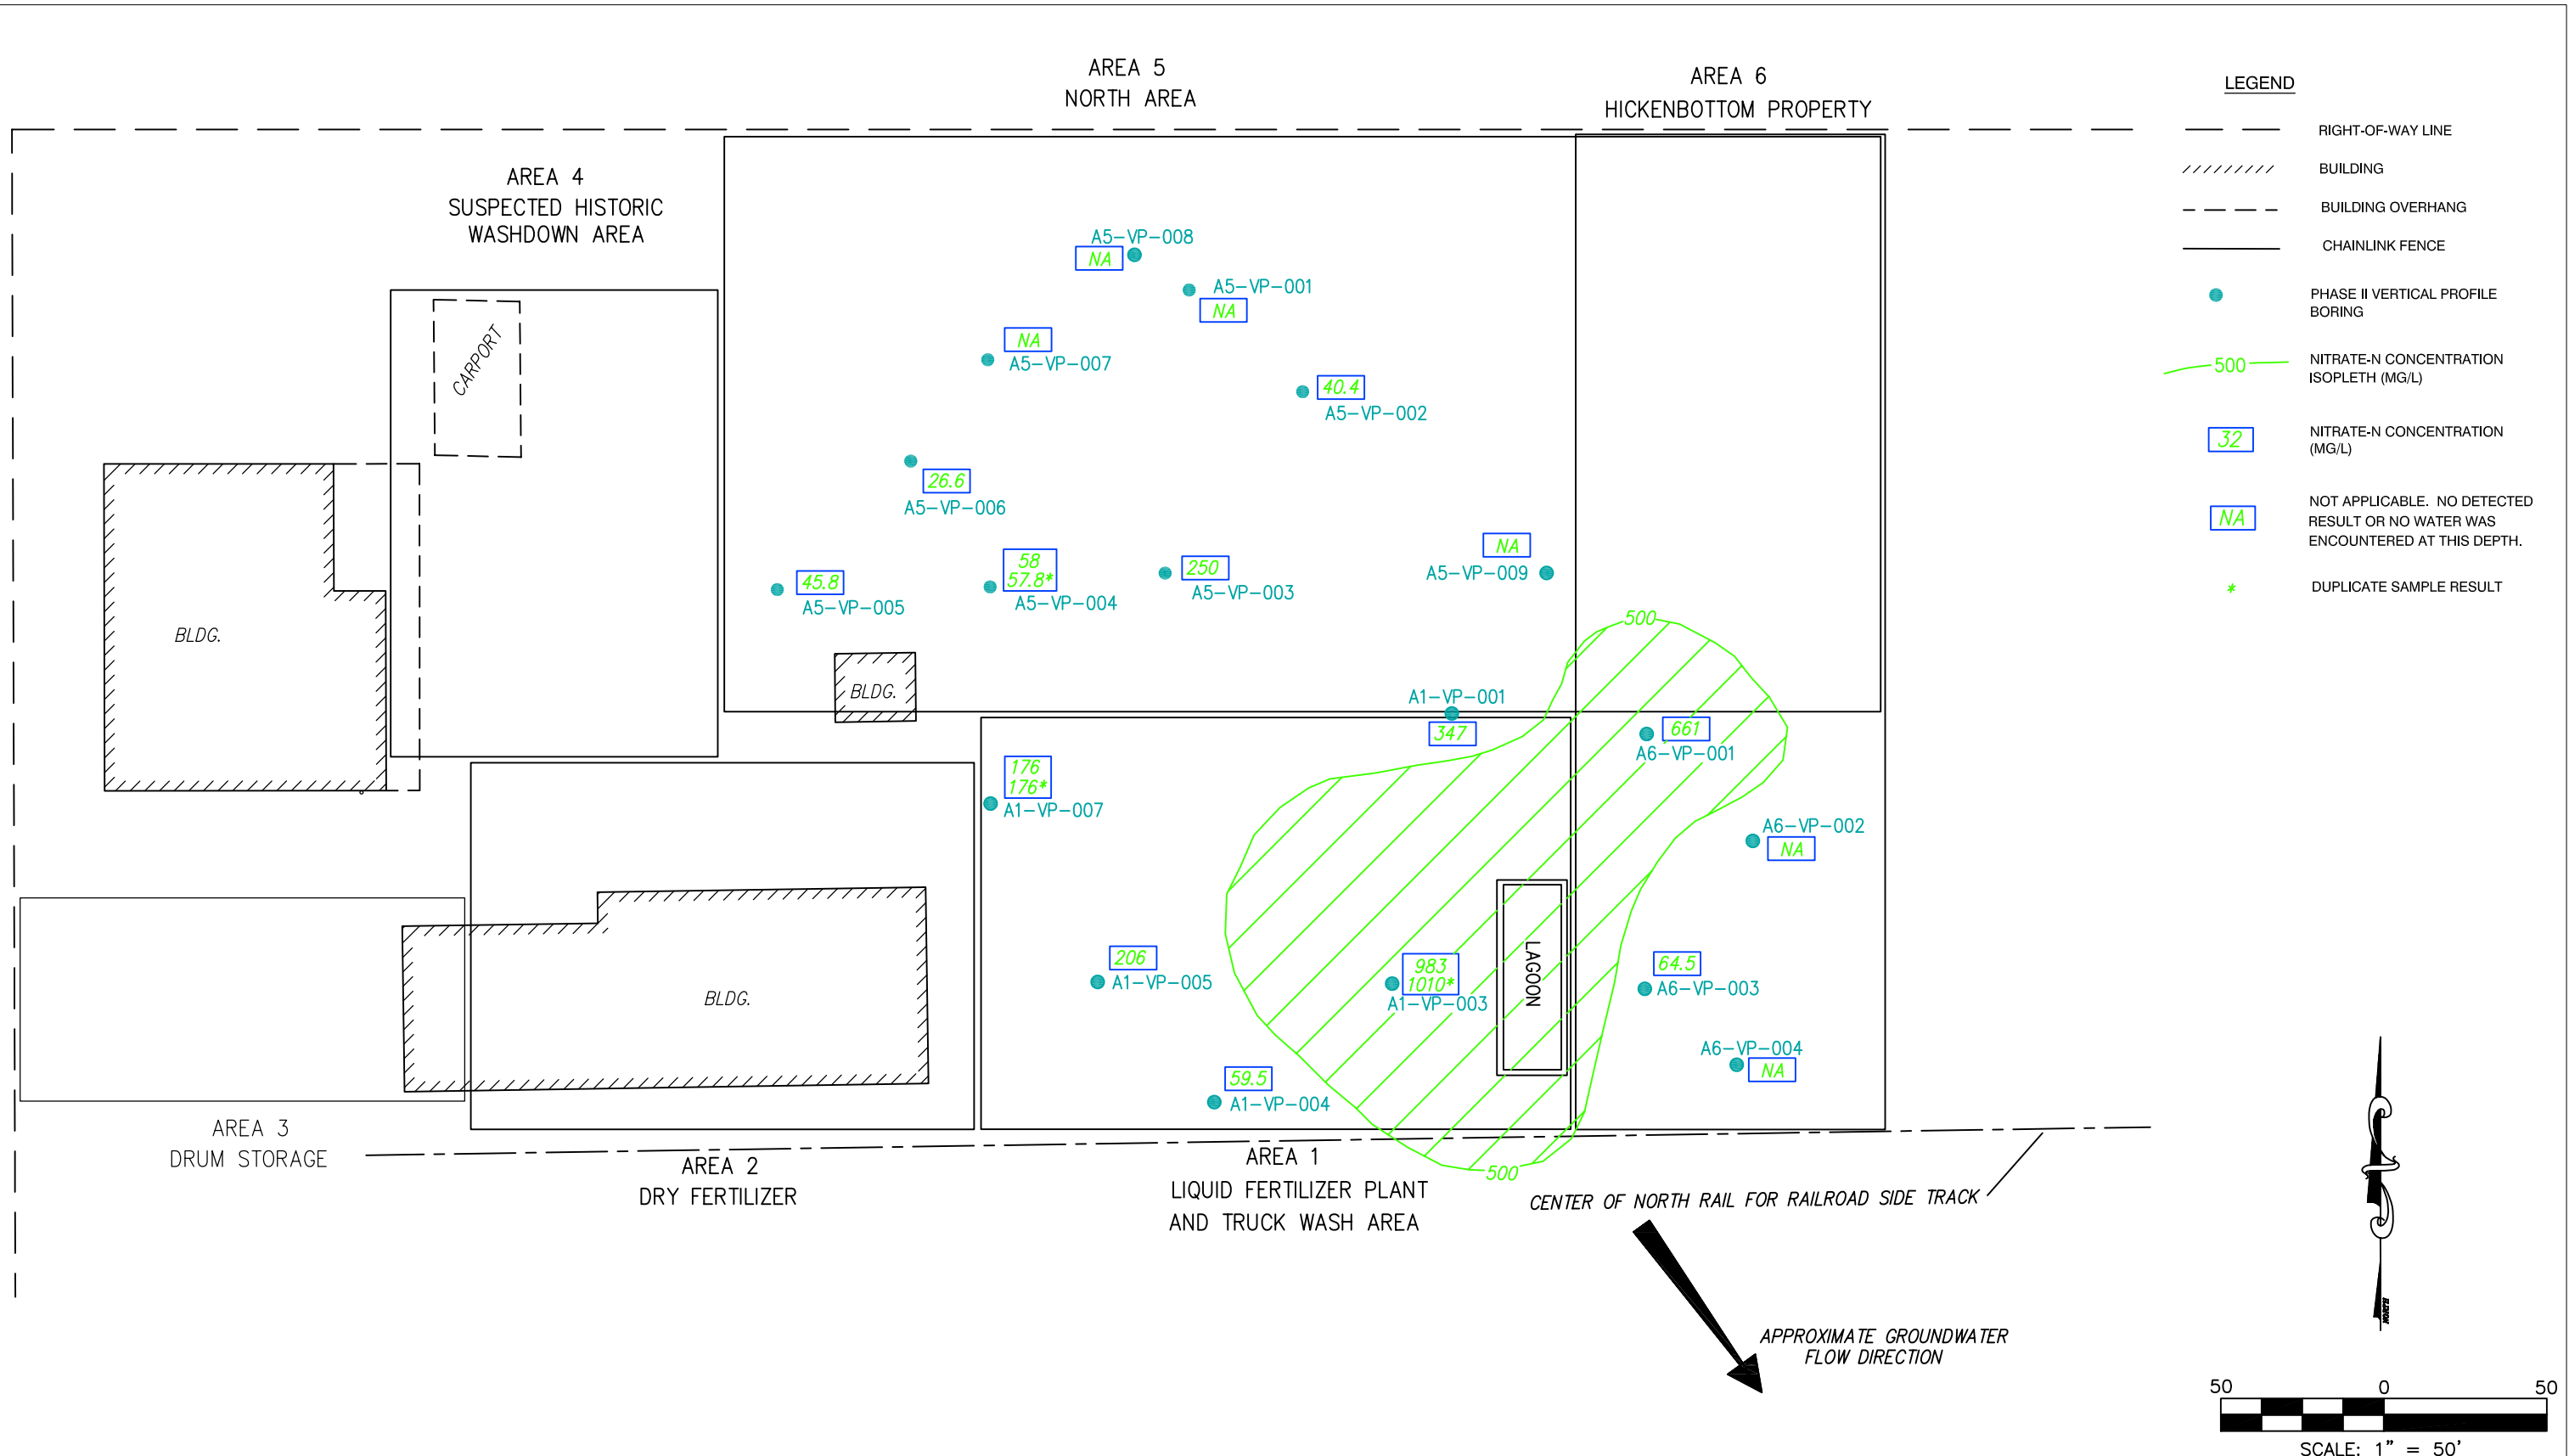 AREA 5
NORTH AREA
AREA 6
HICKENBOTTOM PROPERTY
AREA 4
SUSPECTED HISTORIC
WASHDOWN AREA
CARPORT
BLDG.
A5-VP-008
NA
A5-VP-001
NA
NA
A5-VP-007
40.4
A5-VP-002
26.6
A5-VP-006
45.8
A5-VP-005
58
57.8*
A5-VP-004
250
A5-VP-003
NA
A5-VP-009
BLDG.
500
A1-VP-001
347
661
A6-VP-001
176
176*
A1-VP-007
A6-VP-002
NA
206
A1-VP-005
983
1010*
A1-VP-003
LAGOON
64.5
A6-VP-003
A6-VP-004
NA
59.5
A1-VP-004
BLDG.
500
AREA 3
DRUM STORAGE
AREA 2
DRY FERTILIZER
AREA 1
LIQUID FERTILIZER PLANT
AND TRUCK WASH AREA
CENTER OF NORTH RAIL FOR RAILROAD SIDE TRACK
APPROXIMATE GROUNDWATER
FLOW DIRECTION
LEGEND
RIGHT-OF-WAY LINE
BUILDING
BUILDING OVERHANG
CHAINLINK FENCE
PHASE II VERTICAL PROFILE
BORING
500
NITRATE-N CONCENTRATION
ISOPLETH (MG/L)
32
NITRATE-N CONCENTRATION
(MG/L)
NA
NOT APPLICABLE. NO DETECTED
RESULT OR NO WATER WAS
ENCOUNTERED AT THIS DEPTH.
*
DUPLICATE SAMPLE RESULT
50 0 50
SCALE: 1" = 50'